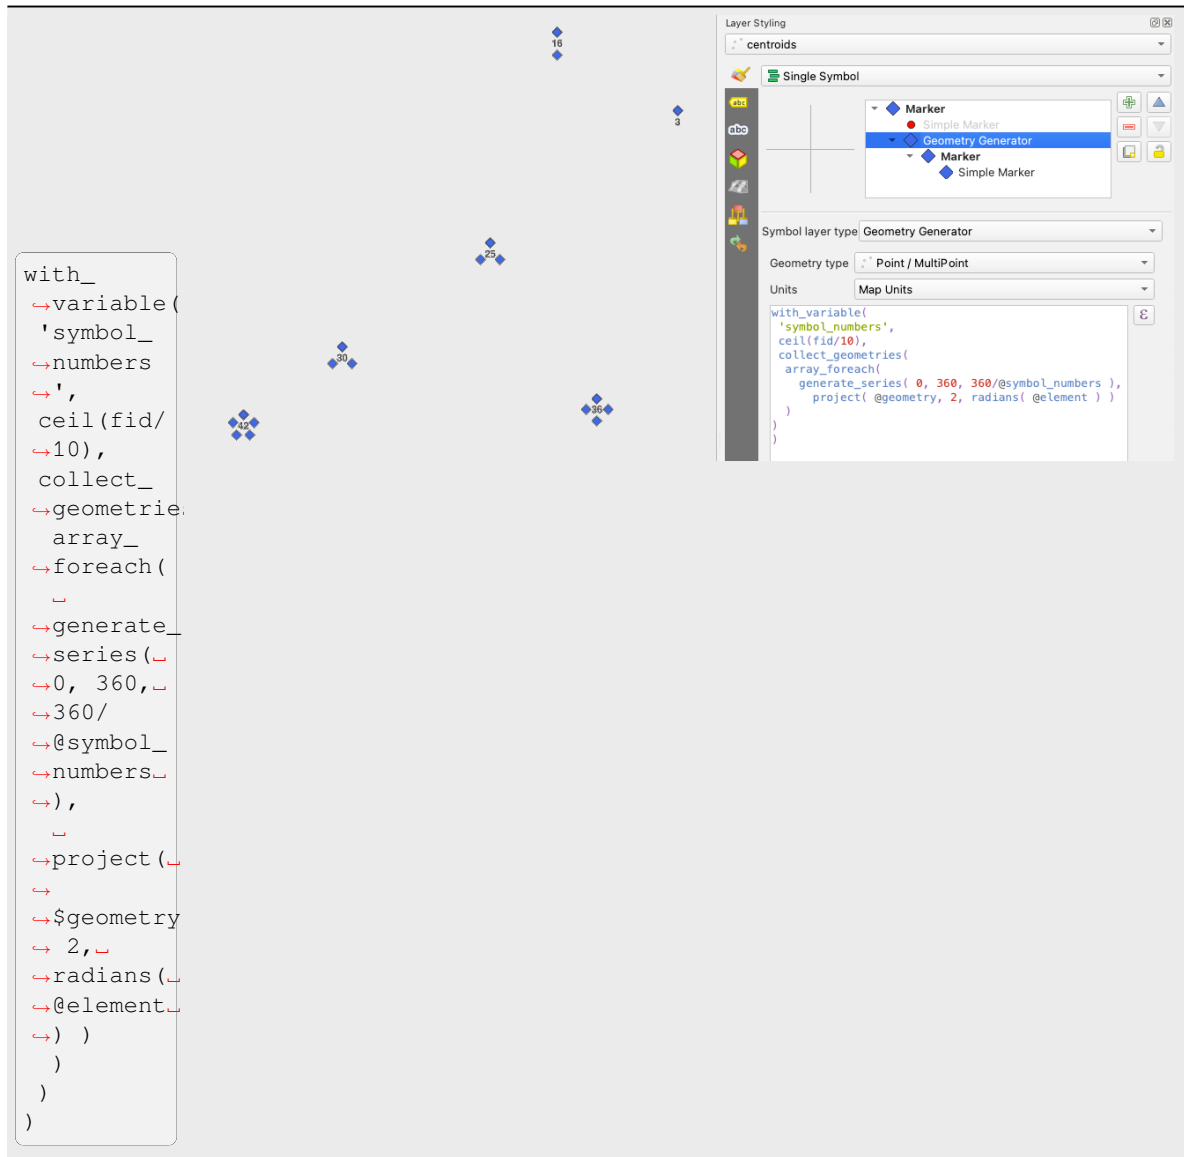 with_
↪variable(
'symbol_
↪numbers
↪',
ceil(fid/
↪10),
collect_
↪geometries
array_
↪foreach(
␣
↪generate_
↪series(␣
↪0, 360,␣
↪360/
↪@symbol_
↪numbers␣
↪),
␣
↪project(␣
↪
↪$geometry
↪ 2,␣
↪radians(␣
↪@element␣
↪) )
)
)
)
16
3
25
30
36
42
Layer Styling
centroids
Single Symbol
abc
abc
Marker
Simple Marker
Geometry Generator
Marker
Simple Marker
Symbol layer type Geometry Generator
Geometry type Point / MultiPoint
Units Map Units
with_variable(
'symbol_numbers',
ceil(fid/10),
collect_geometries(
array_foreach(
generate_series( 0, 360, 360/@symbol_numbers ),
project( @geometry, 2, radians( @element ) )
)
)
)
ε